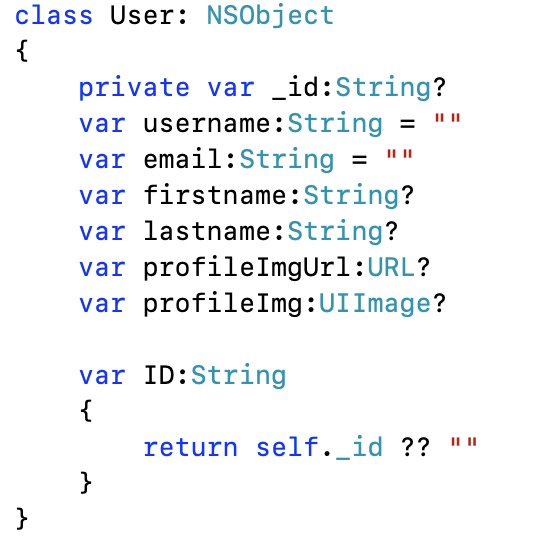 class User: NSObject
{
    private var _id:String?
    var username:String = ""
    var email:String = ""
    var firstname:String?
    var lastname:String?
    var profileImgUrl:URL?
    var profileImg:UIImage?

    var ID:String
    {
        return self._id ?? ""
    }
}